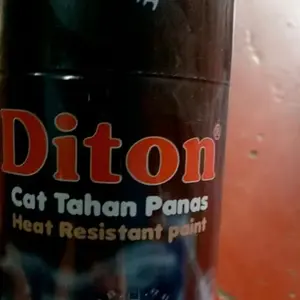 Diton®
Cat Tahan Panas
Heat Resistant paint